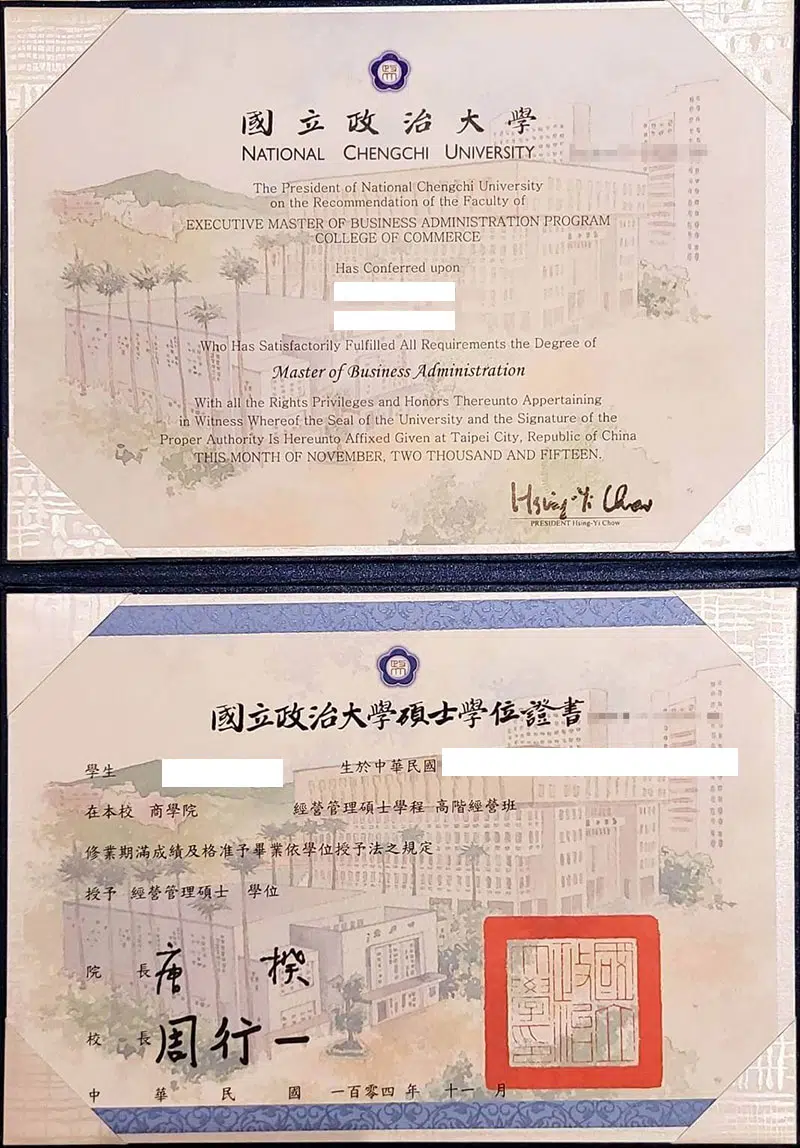 國立政治大學
NATIONAL CHENGCHI UNIVERSITY
The President of National Chengchi University
on the Recommendation of the Faculty of
EXECUTIVE MASTER OF BUSINESS ADMINISTRATION PROGRAM
COLLEGE OF COMMERCE
Has Conferred upon
Who Has Satisfactorily Fulfilled All Requirements the Degree of
Master of Business Administration
With all the Rights Privileges and Honors Thereunto Appertaining
in Witness Whereof the Seal of the University and the Signature of the
Proper Authority Is Hereunto Affixed Given at Taipei City, Republic of China
THIS MONTH OF NOVEMBER, TWO THOUSAND AND FIFTEEN.
Hsing-Yi Chow
PRESIDENT Hsing-Yi Chow
國立政治大學碩士學位證書
學生 生於中華民國
在本校 商學院 經營管理碩士學程 高階經營班
修業期滿成績及格准予畢業依學位授予法之規定
授予 經營管理碩士 學位
院長 唐揆
校長 周行一
國立政治大學印
中華民國一百零四年十一月